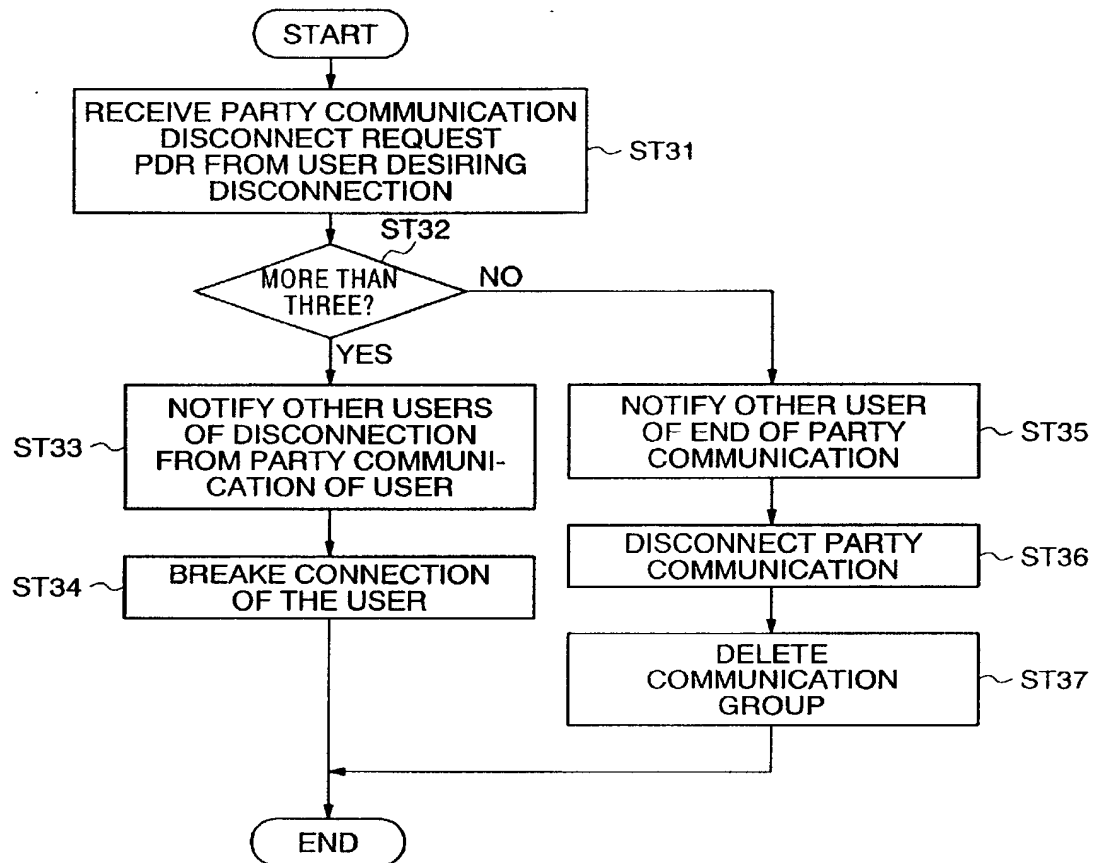 START
RECEIVE PARTY COMMUNICATION
DISCONNECT REQUEST
PDR FROM USER DESIRING
DISCONNECTION
ST31
ST32
MORE THAN
THREE?
NO
YES
NOTIFY OTHER USERS
OF DISCONNECTION
FROM PARTY COMMUNI-
CATION OF USER
ST33
BREAKE CONNECTION
OF THE USER
ST34
NOTIFY OTHER USER
OF END OF PARTY
COMMUNICATION
ST35
DISCONNECT PARTY
COMMUNICATION
ST36
DELETE
COMMUNICATION
GROUP
ST37
END